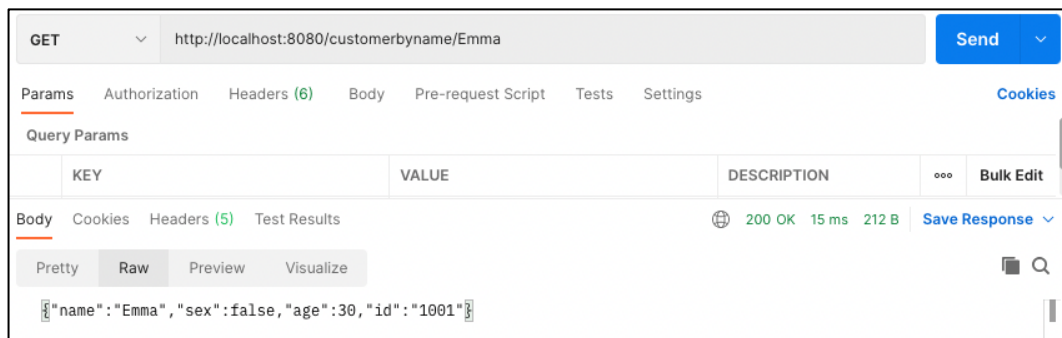 GET http://localhost:8080/customerbyname/Emma Send
Params Authorization Headers (6) Body Pre-request Script Tests Settings Cookies
Query Params
KEY VALUE DESCRIPTION ooo Bulk Edit
Body Cookies Headers (5) Test Results 200 OK 15 ms 212 B Save Response
Pretty Raw Preview Visualize
{"name":"Emma","sex":false,"age":30,"id":"1001"}